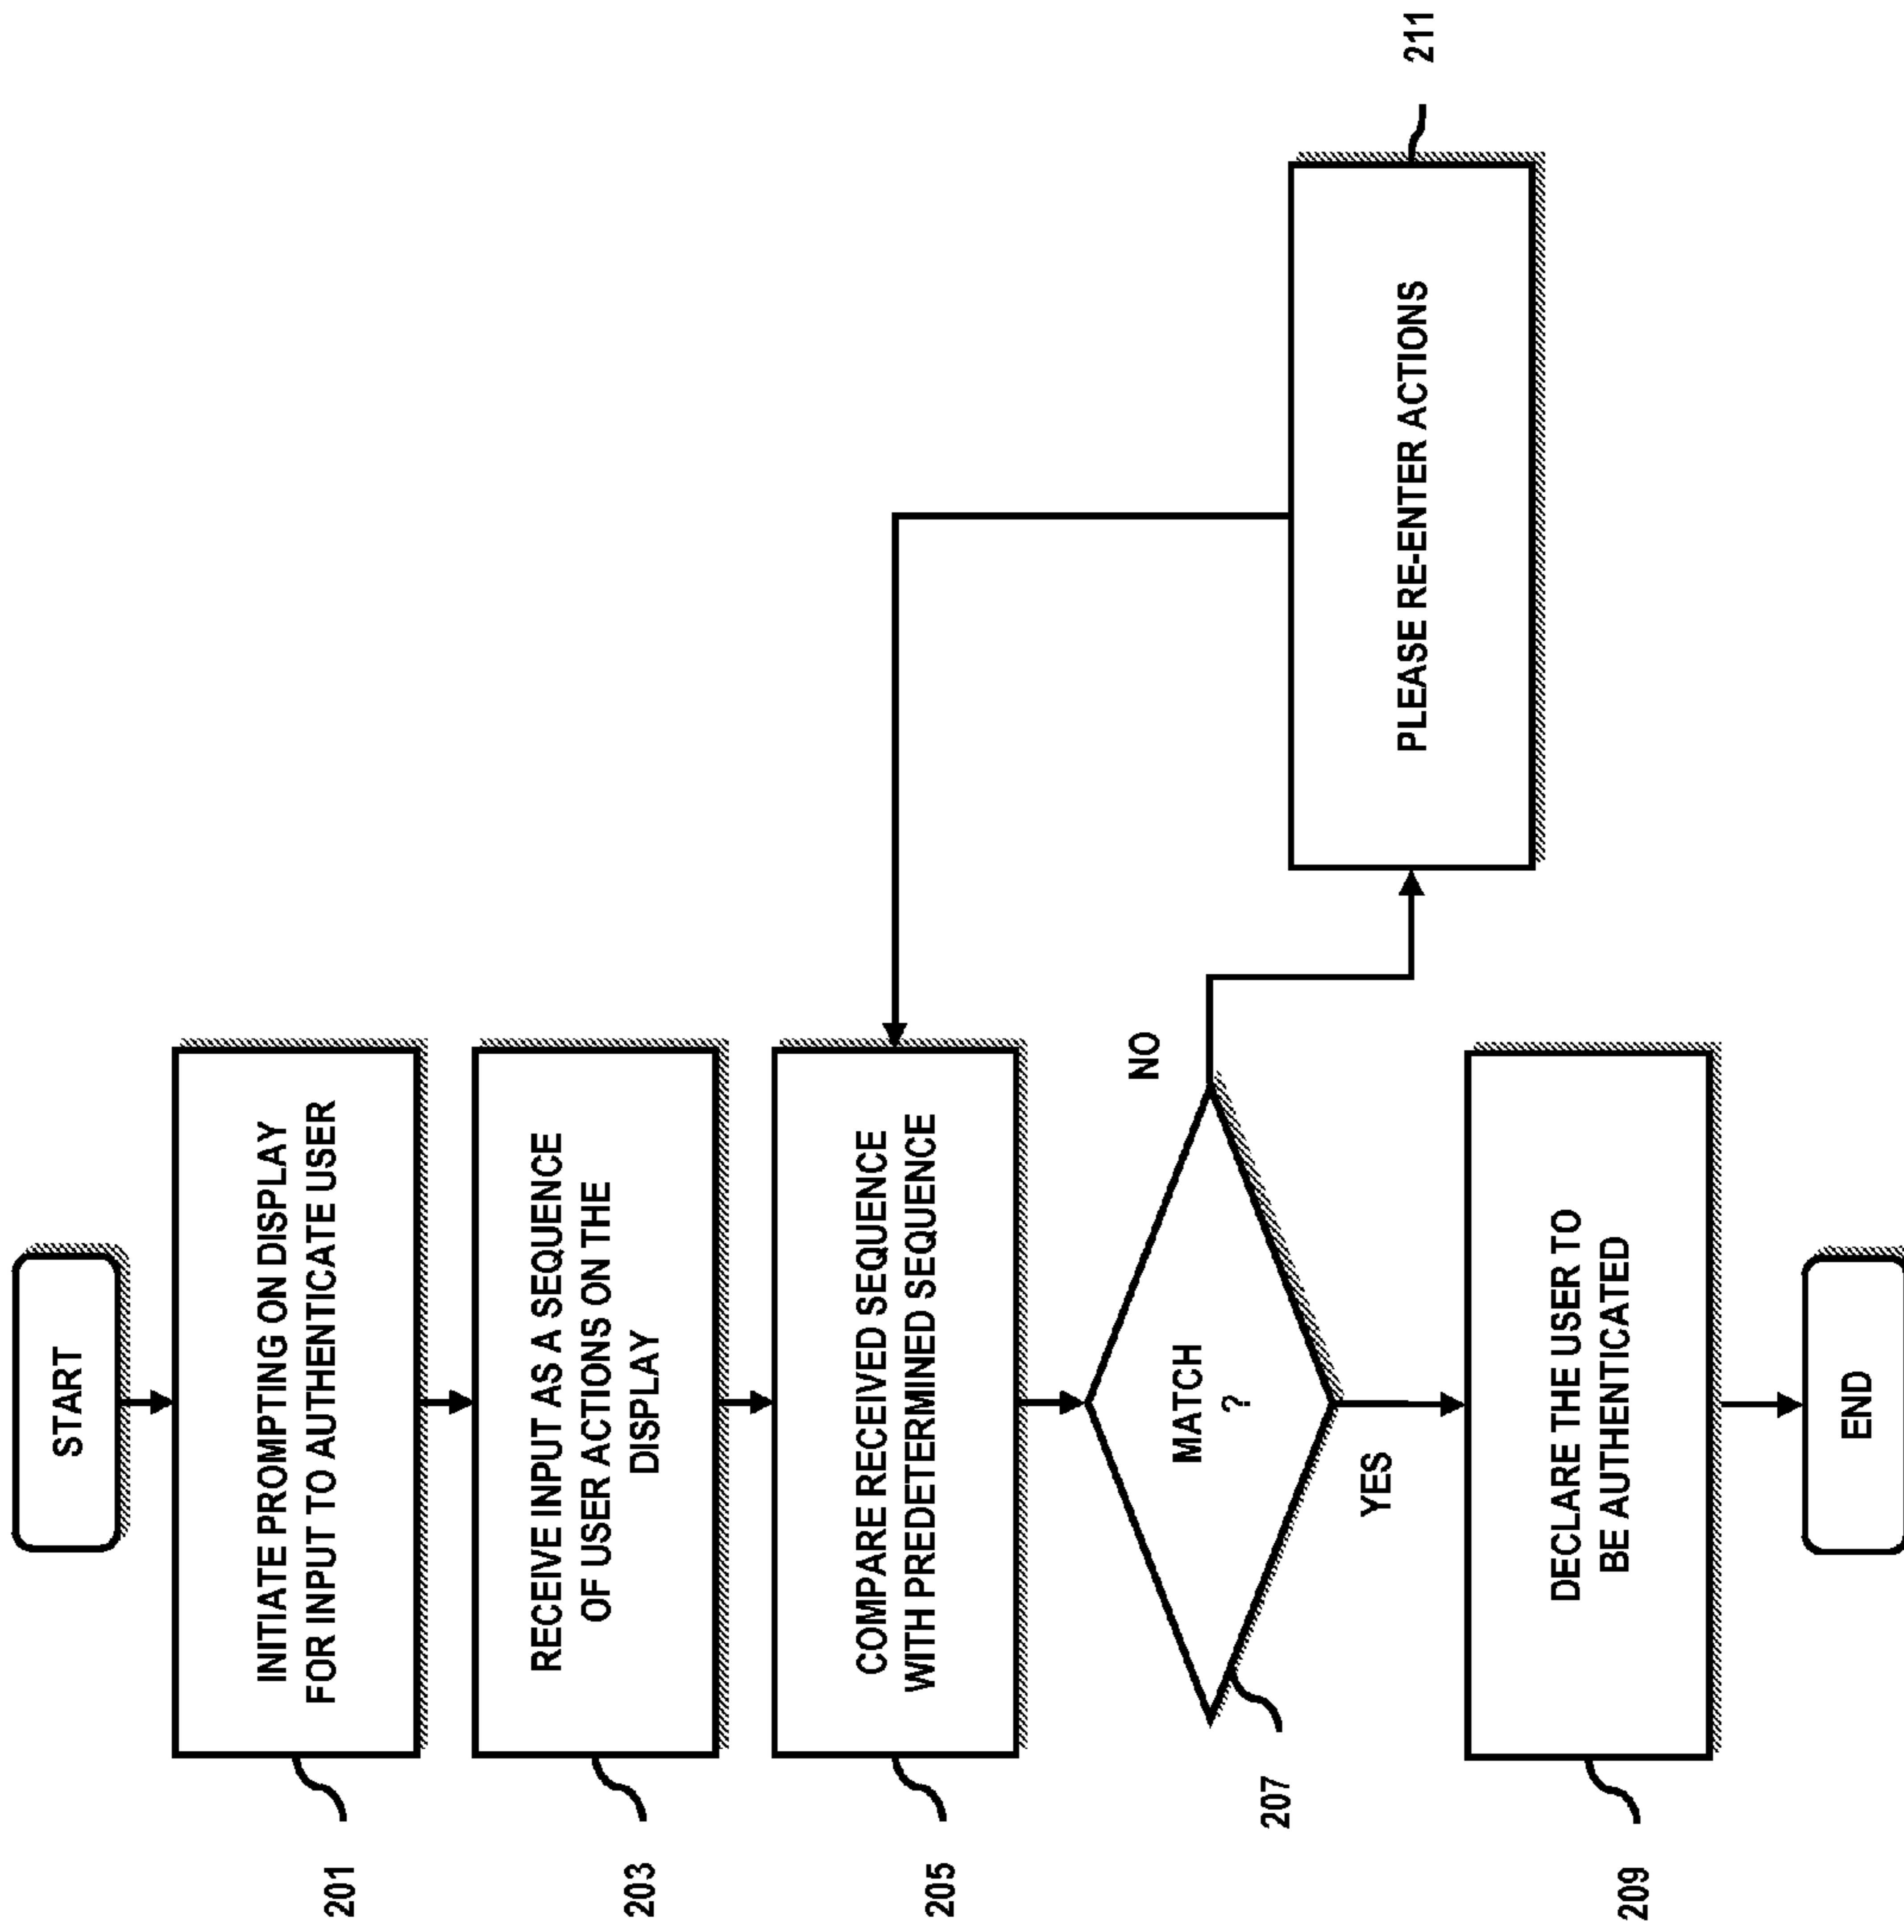 START
INITIATE PROMPTING ON DISPLAY
FOR INPUT TO AUTHENTICATE USER
201
RECEIVE INPUT AS A SEQUENCE
OF USER ACTIONS ON THE
DISPLAY
203
COMPARE RECEIVED SEQUENCE
WITH PREDETERMINED SEQUENCE
205
MATCH
?
207
NO
YES
PLEASE RE-ENTER ACTIONS
211
DECLARE THE USER TO
BE AUTHENTICATED
209
END